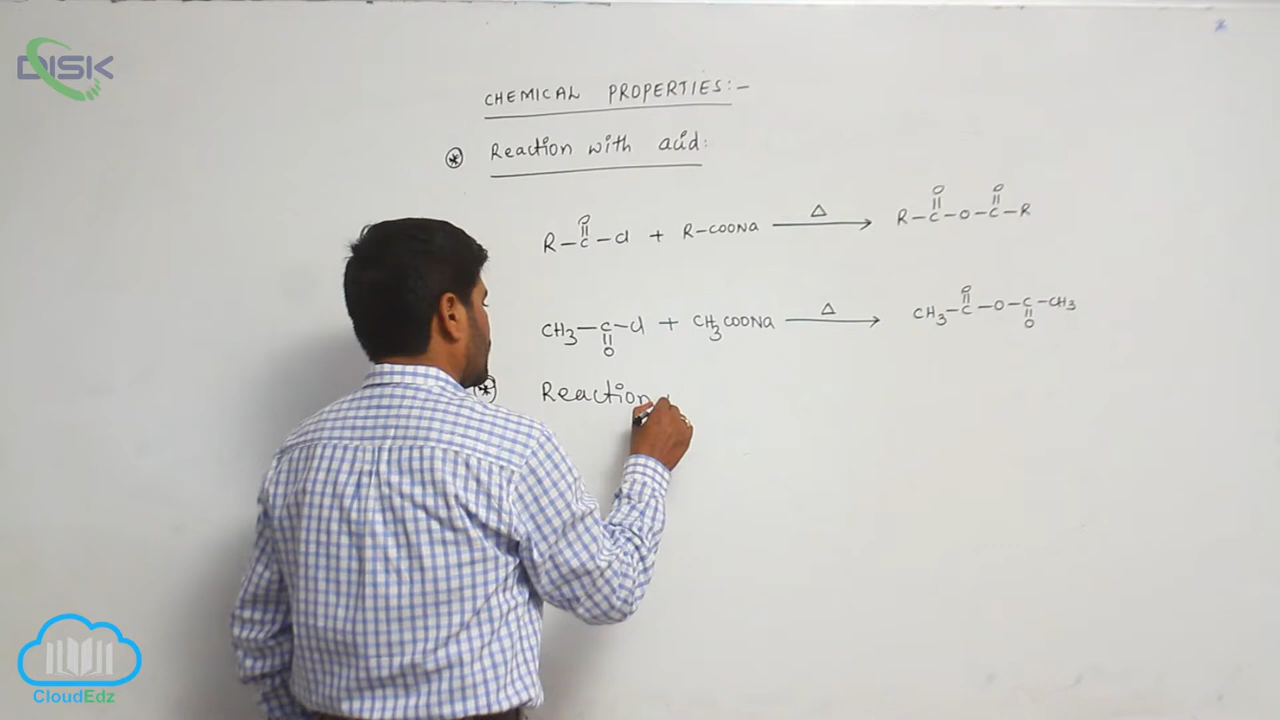 DISK
CHEMICAL PROPERTIES:-
* Reaction with acid:
R-C(=O)-Cl + R-COONa —Δ→ R-C(=O)-O-C(=O)-R
CH3-C(=O)-Cl + CH3COONa —Δ→ CH3-C(=O)-O-C(=O)-CH3
* Reaction
CloudEdz